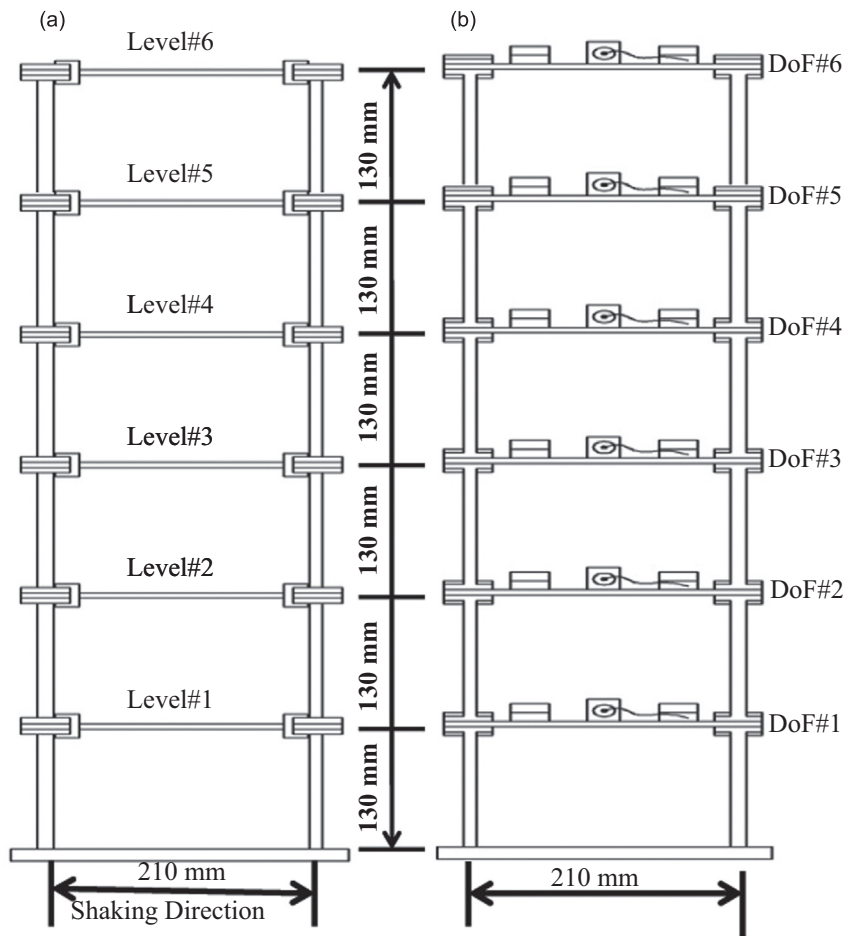 (a)
Level#6
Level#5
Level#4
Level#3
Level#2
Level#1
210 mm
Shaking Direction
130 mm
130 mm
130 mm
130 mm
130 mm
130 mm
(b)
DoF#6
DoF#5
DoF#4
DoF#3
DoF#2
DoF#1
210 mm